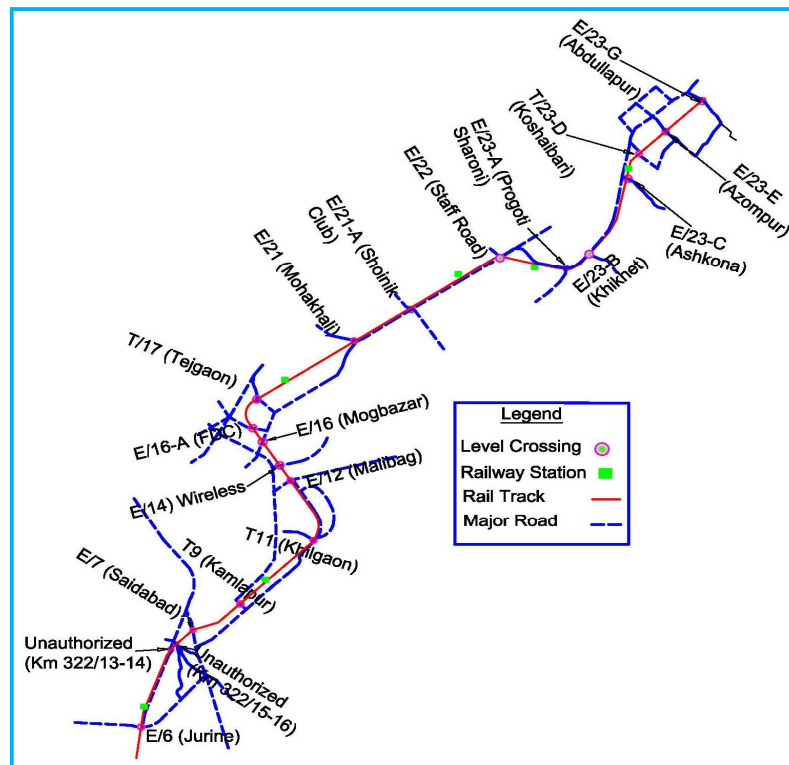 E/23-G
(Abdullapur)
T/23-D
(Koshaibari)
E/23-A (Progoti
Sharoni)
E/22 (Staff Road)
E/23-E
(Azompur)
E/23-C
(Ashkona)
E/23-B
(Khikhet)
E/21-A (Shoinik
Club)
E/21 (Mohakhali)
T/17 (Tejgaon)
E/16-A (FDC)
E/16 (Mogbazar)
E/(14) Wireless
E/12 (Malibag)
T11 (Khilgaon)
T9 (Kamlapur)
E/7 (Saidabad)
Unauthorized
(Km 322/13-14)
Unauthorized
(Km 322/15-16)
E/6 (Jurine)
Legend
Level Crossing
Railway Station
Rail Track
Major Road